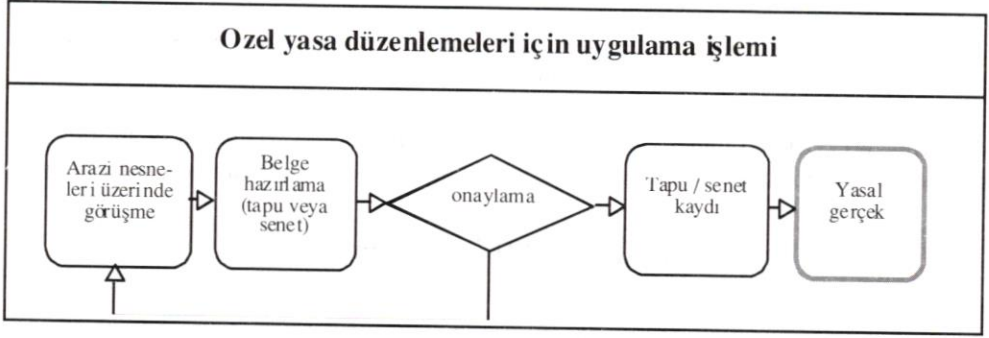 Ozel yasa düzenlemeleri için uygulama işlemi
Arazi nesne-
leri üzerinde
görüşme
Belge
hazırlama
(tapu veya
senet)
onaylama
Tapu / senet
kaydı
Yasal
gerçek